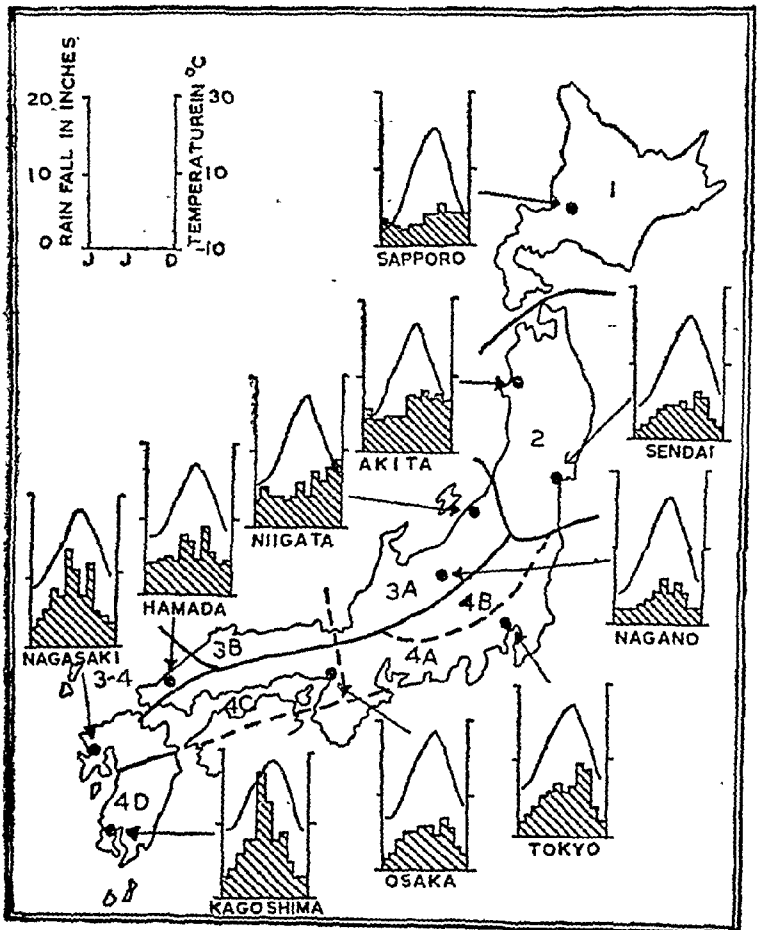 RAIN FALL IN INCHES
TEMPERATURE IN °C
20
30
10
10
0
-10
J J D
SAPPORO
1
AKITA
2
SENDAI
NIIGATA
HAMADA
3A
4B
NAGANO
NAGASAKI
3-4
3B
4A
4C
4D
TOKYO
OSAKA
KAGOSHIMA